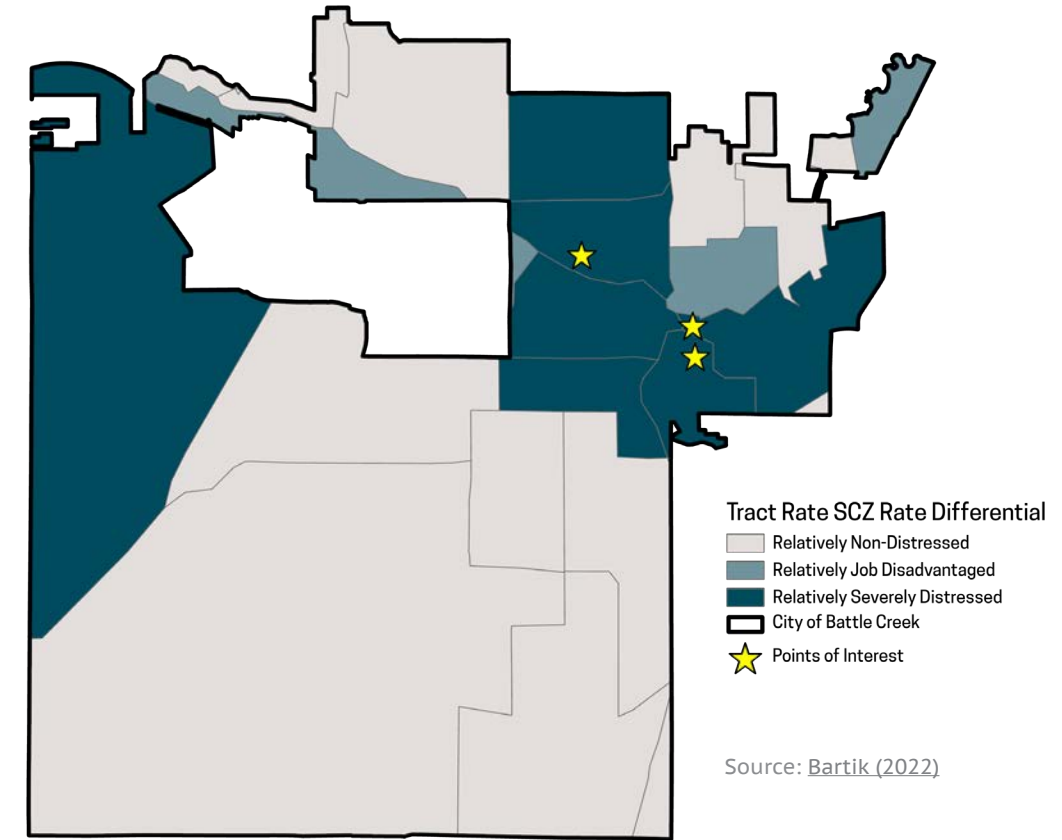 Tract Rate SCZ Rate Differential
Relatively Non-Distressed
Relatively Job Disadvantaged
Relatively Severely Distressed
City of Battle Creek
Points of Interest
Source: Bartik (2022)